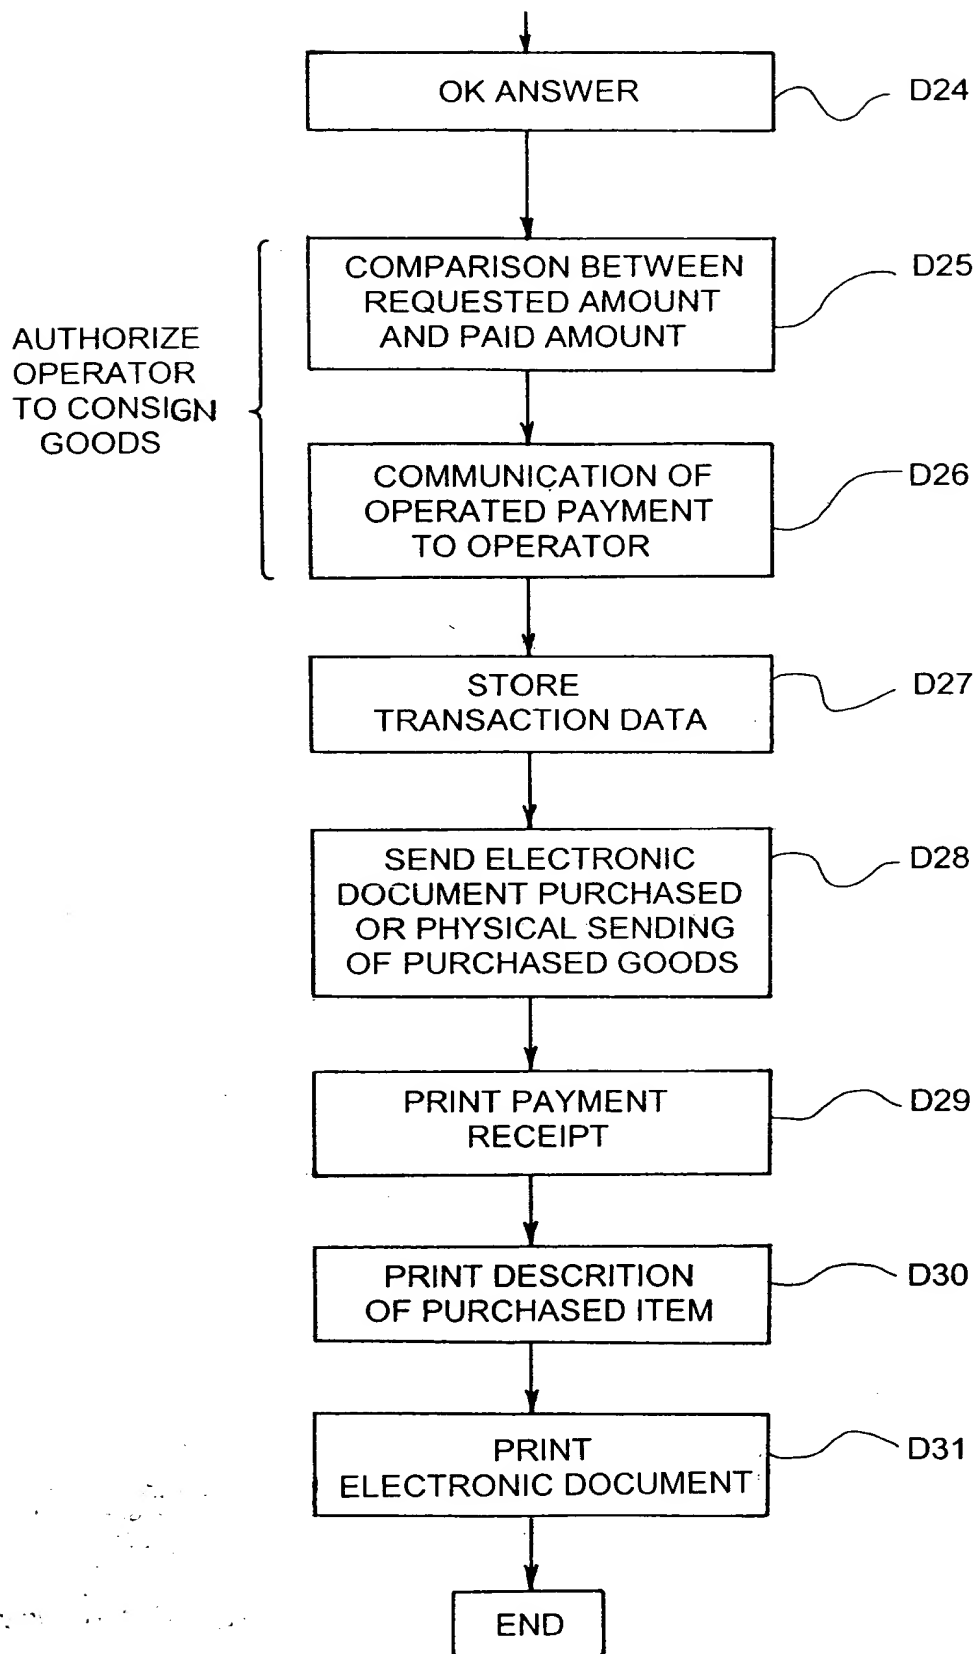 OK ANSWER
D24
COMPARISON BETWEEN
REQUESTED AMOUNT
AND PAID AMOUNT
D25
AUTHORIZE
OPERATOR
TO CONSIGN
GOODS
COMMUNICATION OF
OPERATED PAYMENT
TO OPERATOR
D26
STORE
TRANSACTION DATA
D27
SEND ELECTRONIC
DOCUMENT PURCHASED
OR PHYSICAL SENDING
OF PURCHASED GOODS
D28
PRINT PAYMENT
RECEIPT
D29
PRINT DESCRITION
OF PURCHASED ITEM
D30
PRINT
ELECTRONIC DOCUMENT
D31
END